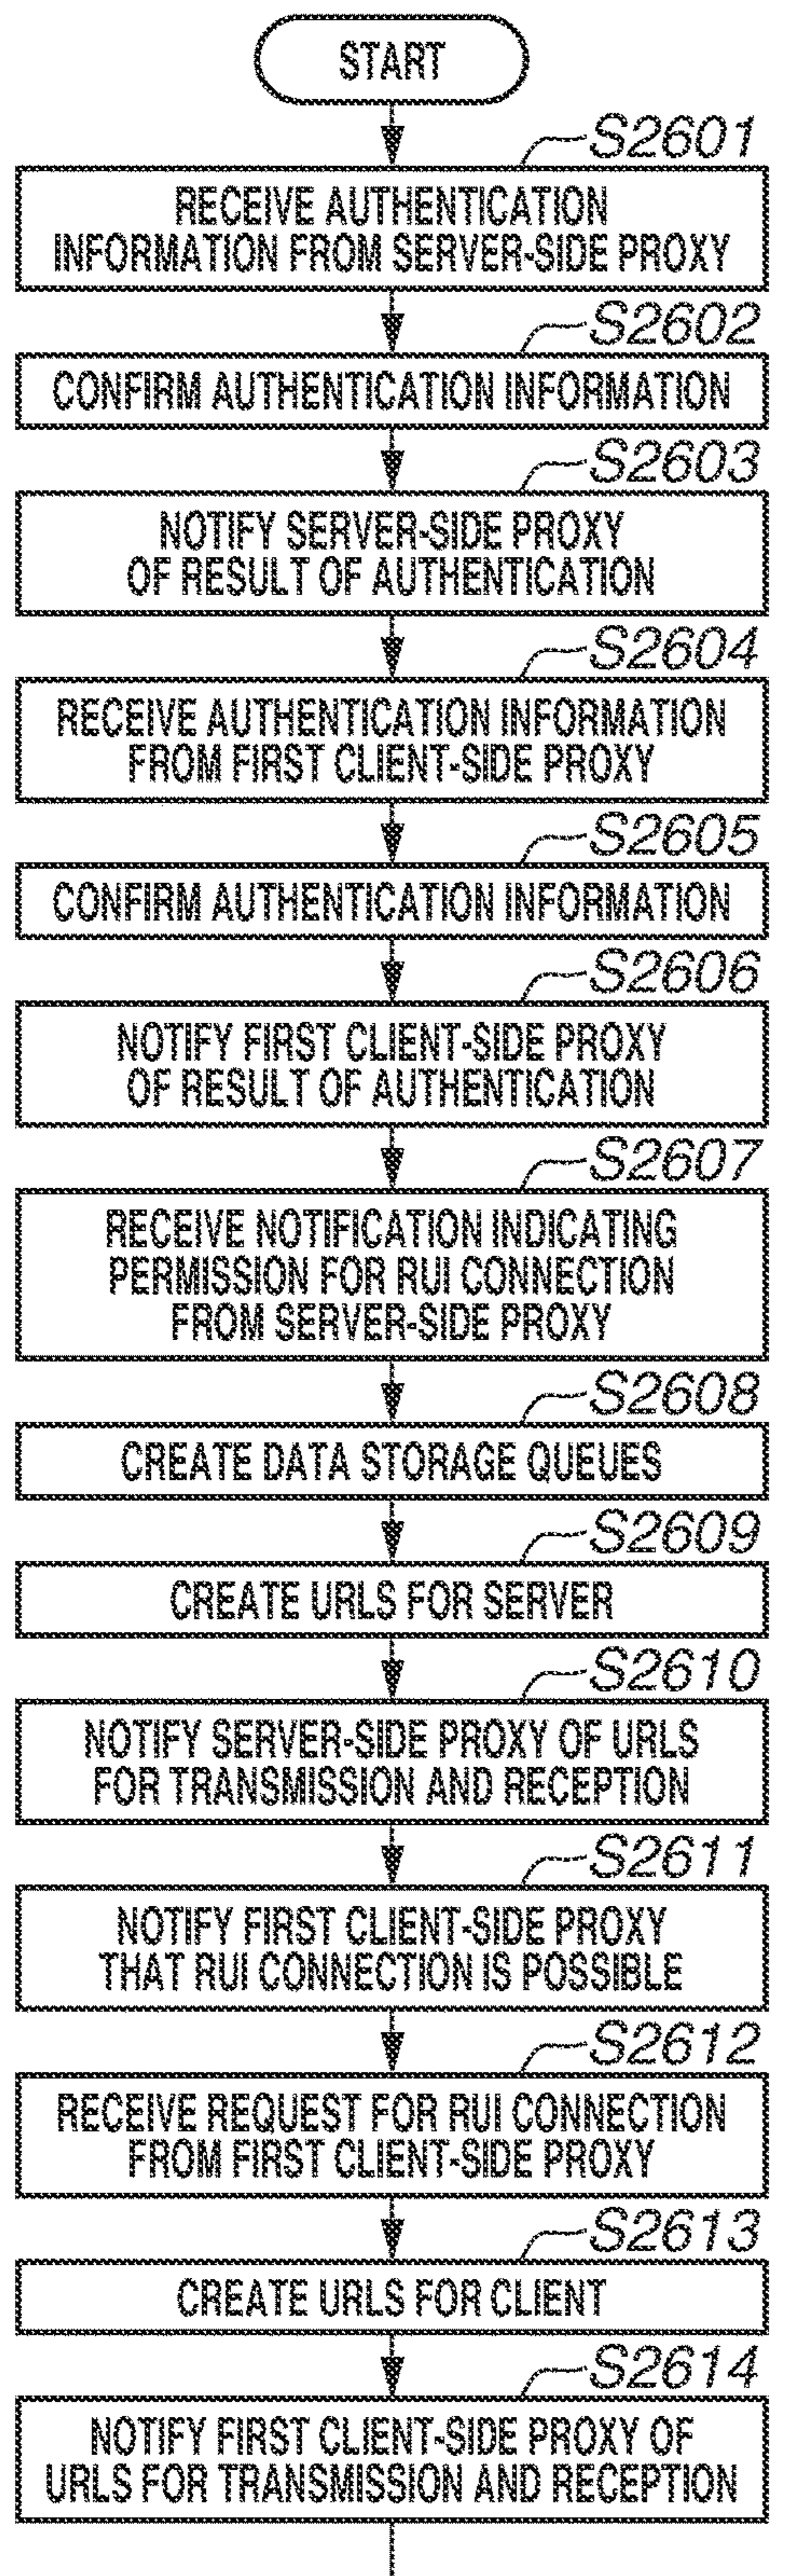 START
S2601
RECEIVE AUTHENTICATION
INFORMATION FROM SERVER-SIDE PROXY
S2602
CONFIRM AUTHENTICATION INFORMATION
S2603
NOTIFY SERVER-SIDE PROXY
OF RESULT OF AUTHENTICATION
S2604
RECEIVE AUTHENTICATION INFORMATION
FROM FIRST CLIENT-SIDE PROXY
S2605
CONFIRM AUTHENTICATION INFORMATION
S2606
NOTIFY FIRST CLIENT-SIDE PROXY
OF RESULT OF AUTHENTICATION
S2607
RECEIVE NOTIFICATION INDICATING
PERMISSION FOR RUI CONNECTION
FROM SERVER-SIDE PROXY
S2608
CREATE DATA STORAGE QUEUES
S2609
CREATE URLS FOR SERVER
S2610
NOTIFY SERVER-SIDE PROXY OF URLS
FOR TRANSMISSION AND RECEPTION
S2611
NOTIFY FIRST CLIENT-SIDE PROXY
THAT RUI CONNECTION IS POSSIBLE
S2612
RECEIVE REQUEST FOR RUI CONNECTION
FROM FIRST CLIENT-SIDE PROXY
S2613
CREATE URLS FOR CLIENT
S2614
NOTIFY FIRST CLIENT-SIDE PROXY OF
URLS FOR TRANSMISSION AND RECEPTION